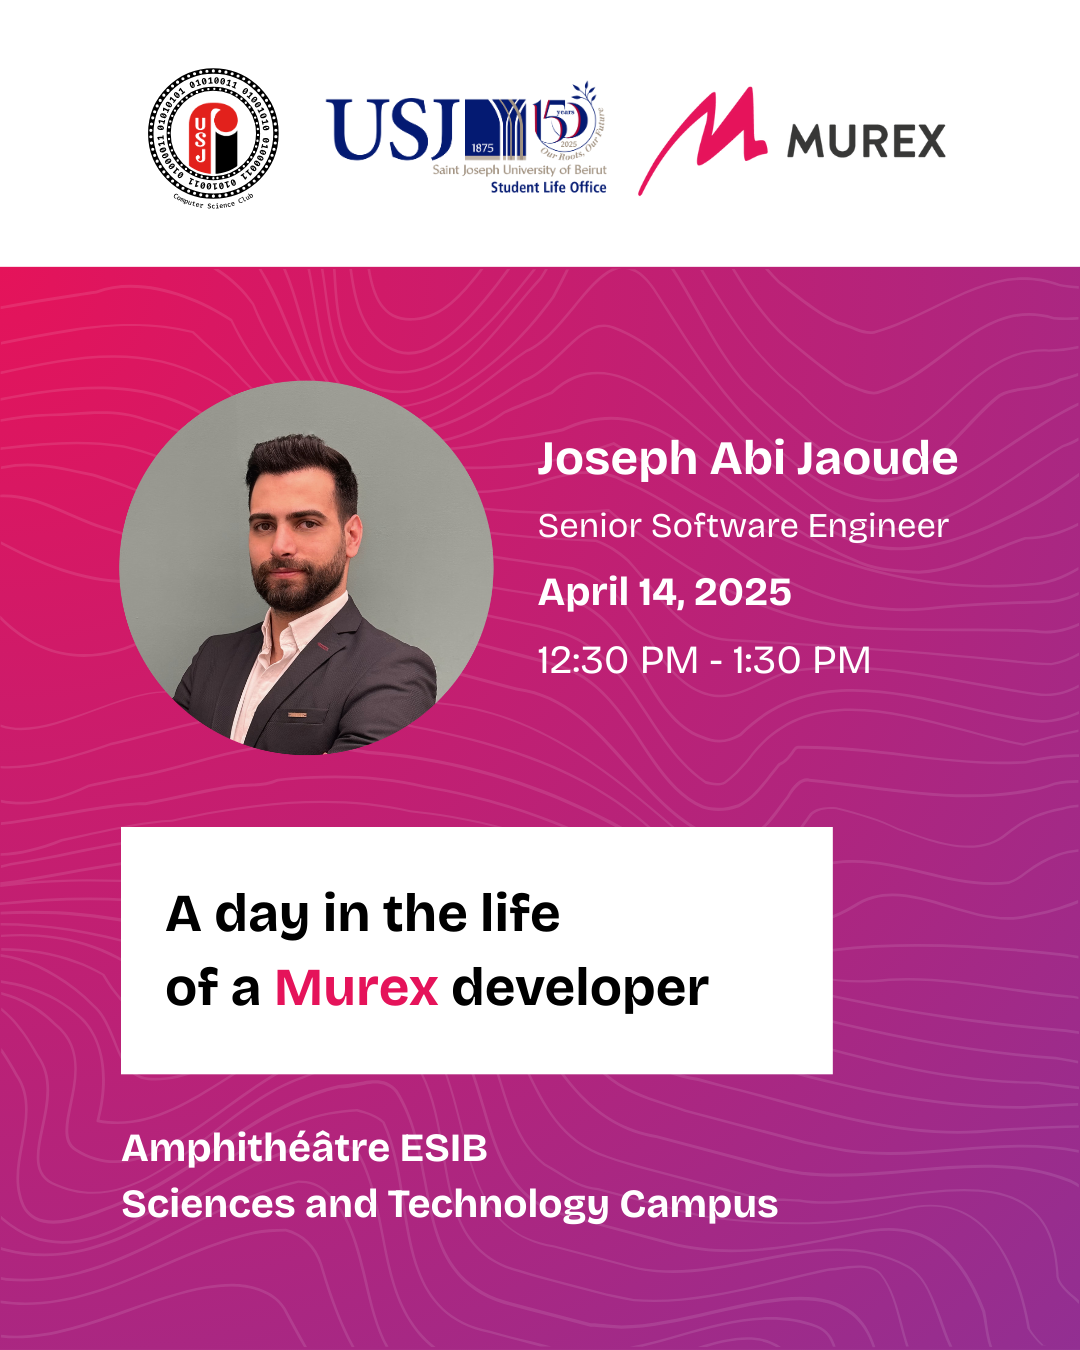 01010101 01010011 01001010 01000011 01010011 01000011
USJ
Computer Science Club
USJ
1875
150
years
2025
Our Roots, Our Future
Saint Joseph University of Beirut
Student Life Office
MUREX
Joseph Abi Jaoude
Senior Software Engineer
April 14, 2025
12:30 PM - 1:30 PM
A day in the life
of a Murex developer
Amphithéâtre ESIB
Sciences and Technology Campus